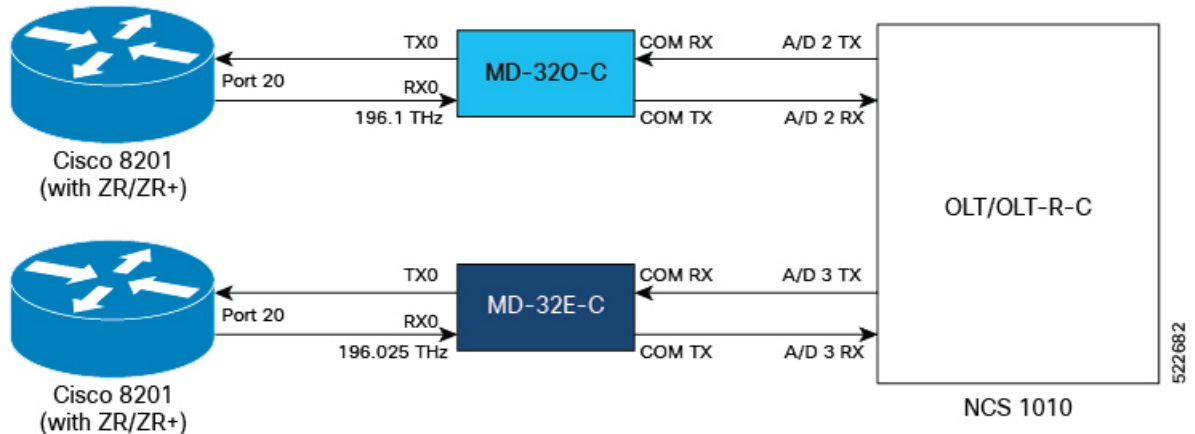 TX0
COM RX
A/D 2 TX
Port 20
MD-32O-C
RX0
196.1 THz
COM TX
A/D 2 RX
Cisco 8201
(with ZR/ZR+)
OLT/OLT-R-C
TX0
COM RX
A/D 3 TX
Port 20
MD-32E-C
RX0
196.025 THz
COM TX
A/D 3 RX
Cisco 8201
(with ZR/ZR+)
NCS 1010
522682